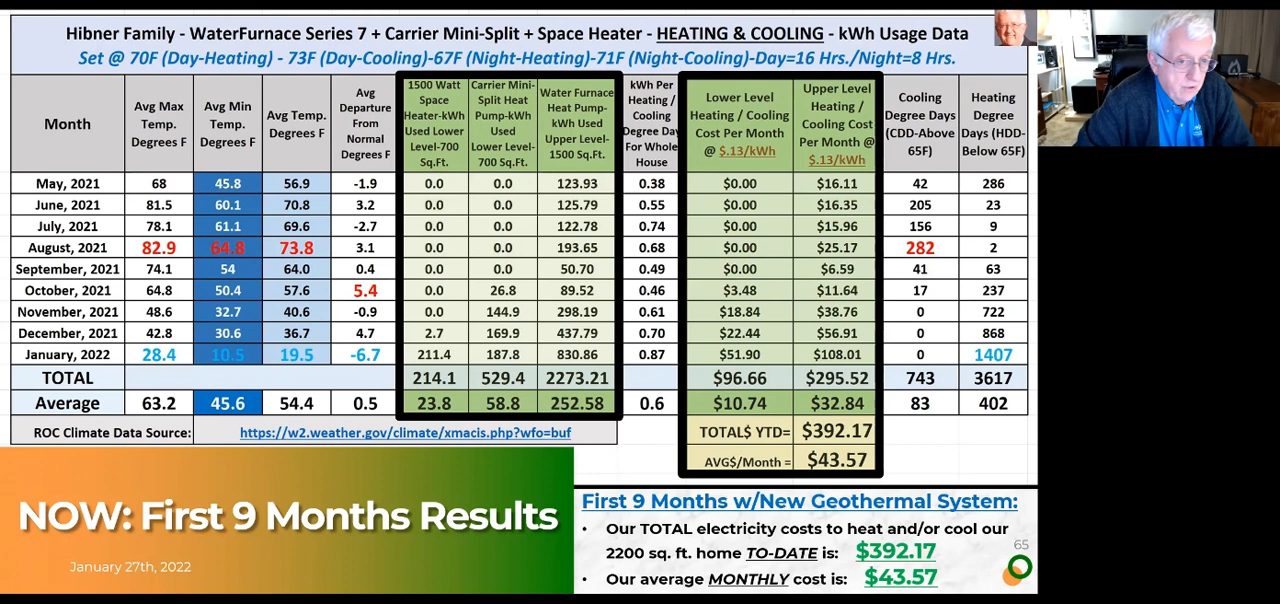 Hibner Family - WaterFurnace Series 7 + Carrier Mini-Split + Space Heater - HEATING & COOLING - kWh Usage Data
Set @ 70F (Day-Heating) - 73F (Day-Cooling)-67F (Night-Heating)-71F (Night-Cooling)-Day=16 Hrs./Night=8 Hrs.
Month
Avg Max
Temp.
Degrees F
Avg Min
Temp.
Degrees F
Avg Temp.
Degrees F
Avg
Departure
From
Normal
Degrees F
1500 Watt
Space
Heater-kWh
Used Lower
Level-700
Sq.Ft.
Carrier Mini-
Split Heat
Pump-kWh
Used
Lower Level-
700 Sq.Ft.
Water Furnace
Heat Pump-
kWh Used
Upper Level-
1500 Sq.Ft.
kWh Per
Heating /
Cooling
Degree Day
For Whole
House
Lower Level
Heating / Cooling
Cost Per Month
@ $.13/kWh
Upper Level
Heating /
Cooling Cost
Per Month @
$.13/kWh
Cooling
Degree Days
(CDD-Above
65F)
Heating
Degree
Days (HDD-
Below 65F)
May, 2021 68 45.8 56.9 -1.9 0.0 0.0 123.93 0.38 $0.00 $16.11 42 286
June, 2021 81.5 60.1 70.8 3.2 0.0 0.0 125.79 0.55 $0.00 $16.35 205 23
July, 2021 78.1 61.1 69.6 -2.7 0.0 0.0 122.78 0.74 $0.00 $15.96 156 9
August, 2021 82.9 64.8 73.8 3.1 0.0 0.0 193.65 0.68 $0.00 $25.17 282 2
September, 2021 74.1 54 64.0 0.4 0.0 0.0 50.70 0.49 $0.00 $6.59 41 63
October, 2021 64.8 50.4 57.6 5.4 0.0 26.8 89.52 0.46 $3.48 $11.64 17 237
November, 2021 48.6 32.7 40.6 -0.9 0.0 144.9 298.19 0.61 $18.84 $38.76 0 722
December, 2021 42.8 30.6 36.7 4.7 2.7 169.9 437.79 0.70 $22.44 $56.91 0 868
January, 2022 28.4 10.5 19.5 -6.7 211.4 187.8 830.86 0.87 $51.90 $108.01 0 1407
TOTAL 214.1 529.4 2273.21 $96.66 $295.52 743 3617
Average 63.2 45.6 54.4 0.5 23.8 58.8 252.58 0.6 $10.74 $32.84 83 402
ROC Climate Data Source: https://w2.weather.gov/climate/xmacis.php?wfo=buf
TOTAL$ YTD= $392.17
AVG$/Month = $43.57
NOW: First 9 Months Results
January 27th, 2022
First 9 Months w/New Geothermal System:
• Our TOTAL electricity costs to heat and/or cool our
2200 sq. ft. home TO-DATE is: $392.17
• Our average MONTHLY cost is: $43.57
65